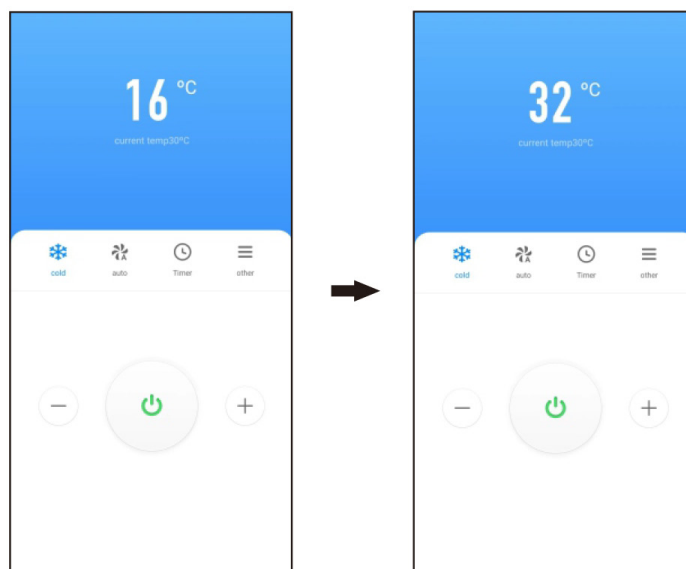 16 °C
current temp30°C
cold auto Timer other
32 °C
current temp30°C
cold auto Timer other